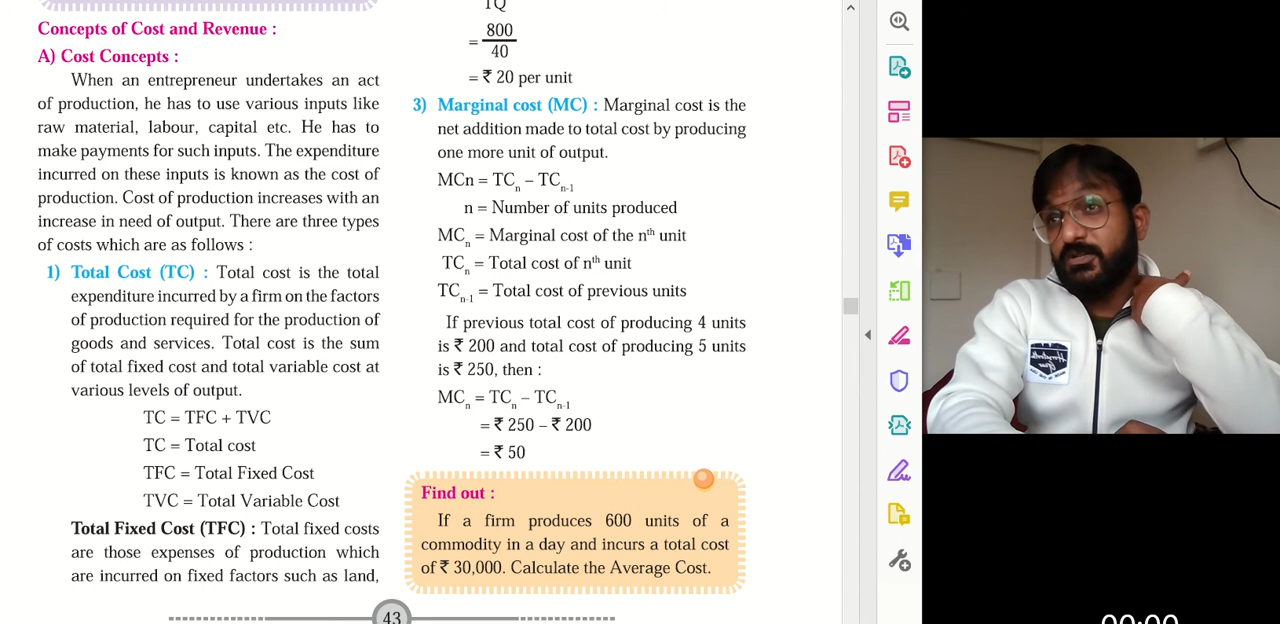 Concepts of Cost and Revenue :
A) Cost Concepts :
When an entrepreneur undertakes an act
of production, he has to use various inputs like
raw material, labour, capital etc. He has to
make payments for such inputs. The expenditure
incurred on these inputs is known as the cost of
production. Cost of production increases with an
increase in need of output. There are three types
of costs which are as follows :
1) Total Cost (TC) : Total cost is the total
expenditure incurred by a firm on the factors
of production required for the production of
goods and services. Total cost is the sum
of total fixed cost and total variable cost at
various levels of output.
TC = TFC + TVC
TC = Total cost
TFC = Total Fixed Cost
TVC = Total Variable Cost
Total Fixed Cost (TFC) : Total fixed costs
are those expenses of production which
are incurred on fixed factors such as land,
TQ
= 800
40
= ₹ 20 per unit
3) Marginal cost (MC) : Marginal cost is the
net addition made to total cost by producing
one more unit of output.
MCn = TCn – TCn-1
n = Number of units produced
MCn = Marginal cost of the nth unit
TCn = Total cost of nth unit
TCn-1 = Total cost of previous units
If previous total cost of producing 4 units
is ₹ 200 and total cost of producing 5 units
is ₹ 250, then :
MCn = TCn – TCn-1
= ₹ 250 – ₹ 200
= ₹ 50
Find out :
If a firm produces 600 units of a
commodity in a day and incurs a total cost
of ₹ 30,000. Calculate the Average Cost.
43
00:00